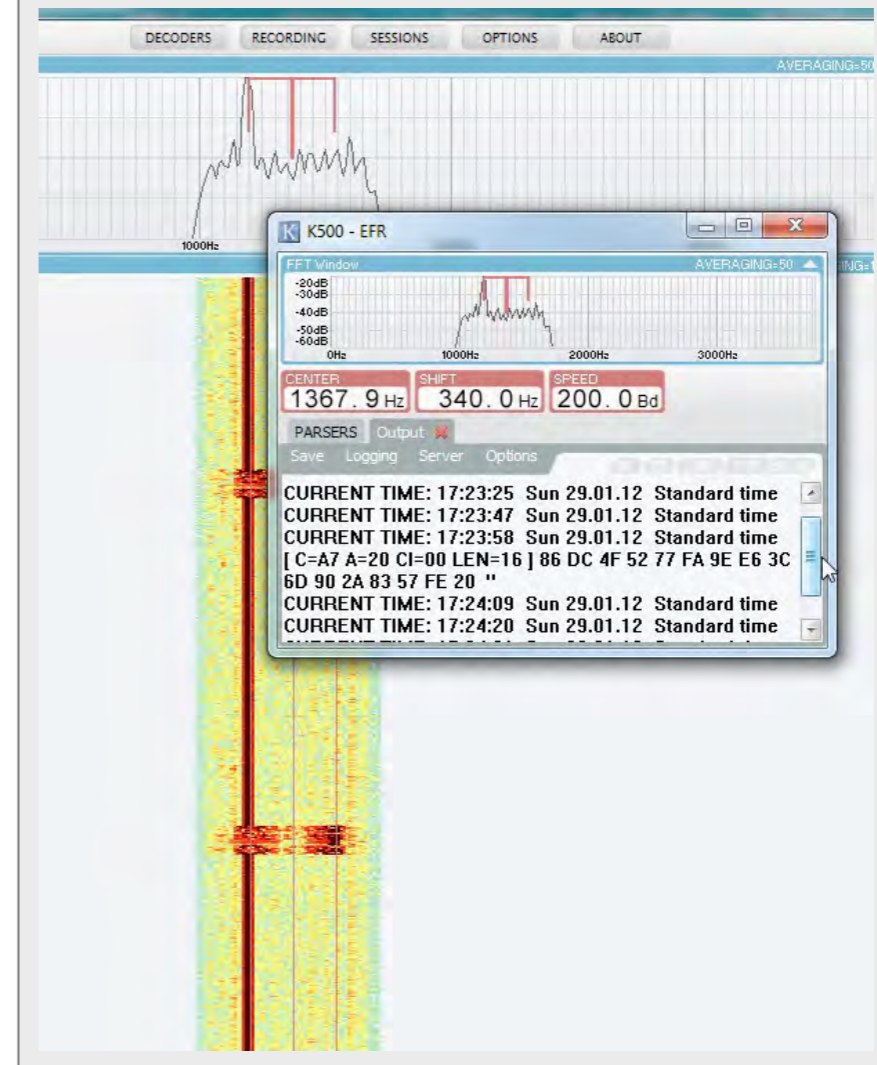 DECODERS RECORDING SESSIONS OPTIONS ABOUT
AVERAGING=50
1000Hz
K500 - EFR
FFT Window AVERAGING=50
-20dB
-30dB
-40dB
-50dB
-60dB
0Hz 1000Hz 2000Hz 3000Hz
CENTER SHIFT SPEED
1367.9 Hz 340.0 Hz 200.0 Bd
PARSERS Output
Save Logging Server Options
CURRENT TIME: 17:23:25 Sun 29.01.12 Standard time
CURRENT TIME: 17:23:47 Sun 29.01.12 Standard time
CURRENT TIME: 17:23:58 Sun 29.01.12 Standard time
[ C=A7 A=20 CI=00 LEN=16 ] 86 DC 4F 52 77 FA 9E E6 3C
6D 90 2A 83 57 FE 20 ''
CURRENT TIME: 17:24:09 Sun 29.01.12 Standard time
CURRENT TIME: 17:24:20 Sun 29.01.12 Standard time